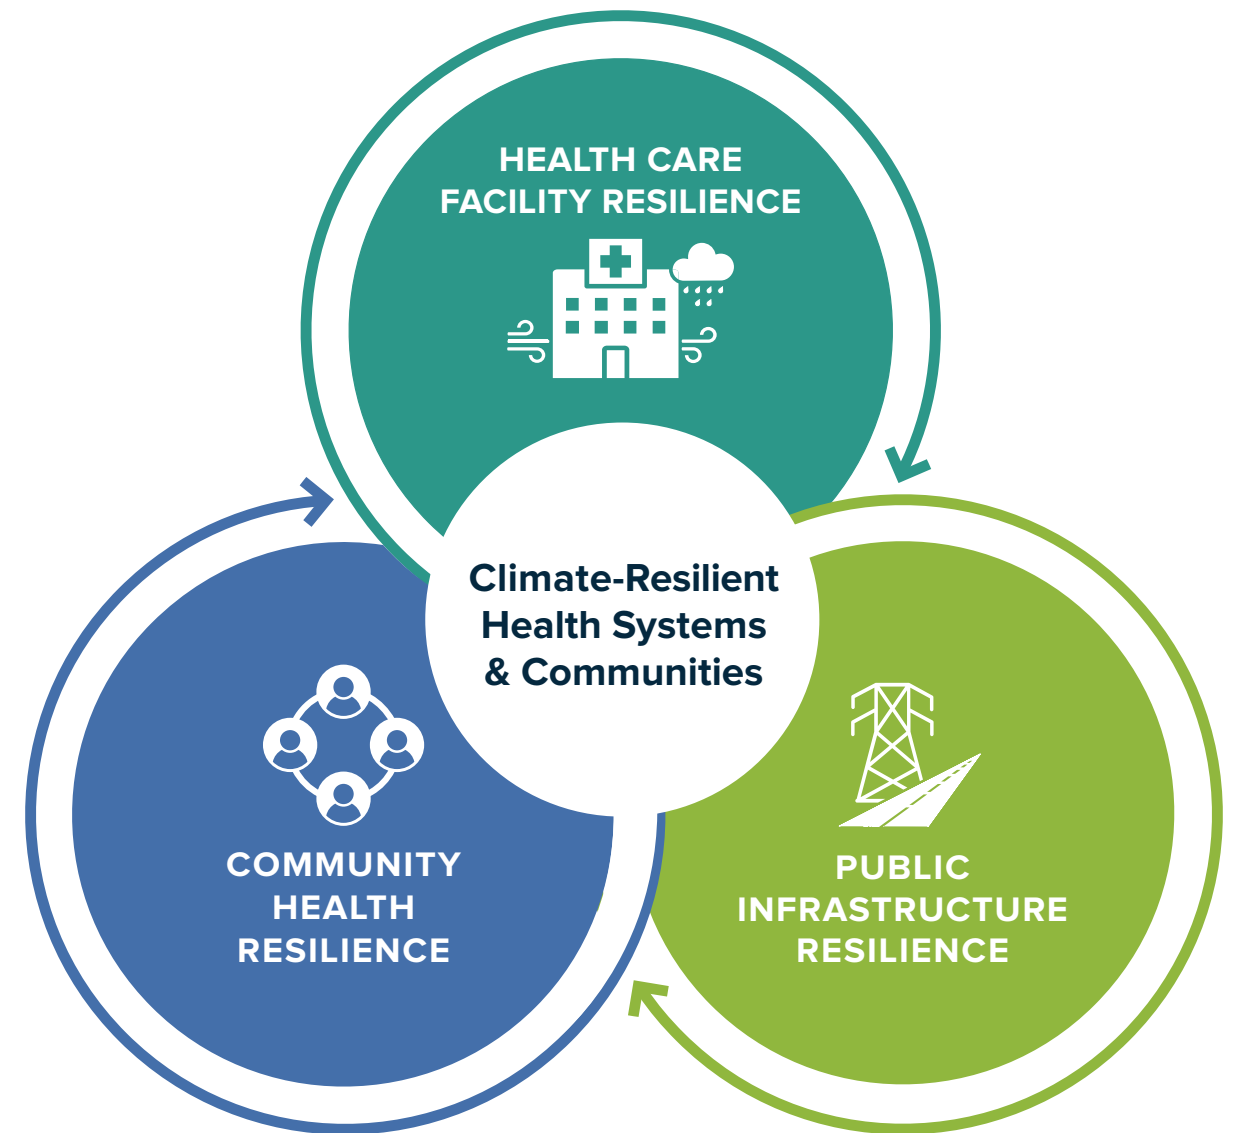 HEALTH CARE
FACILITY RESILIENCE
Climate-Resilient
Health Systems
& Communities
COMMUNITY
HEALTH
RESILIENCE
PUBLIC
INFRASTRUCTURE
RESILIENCE